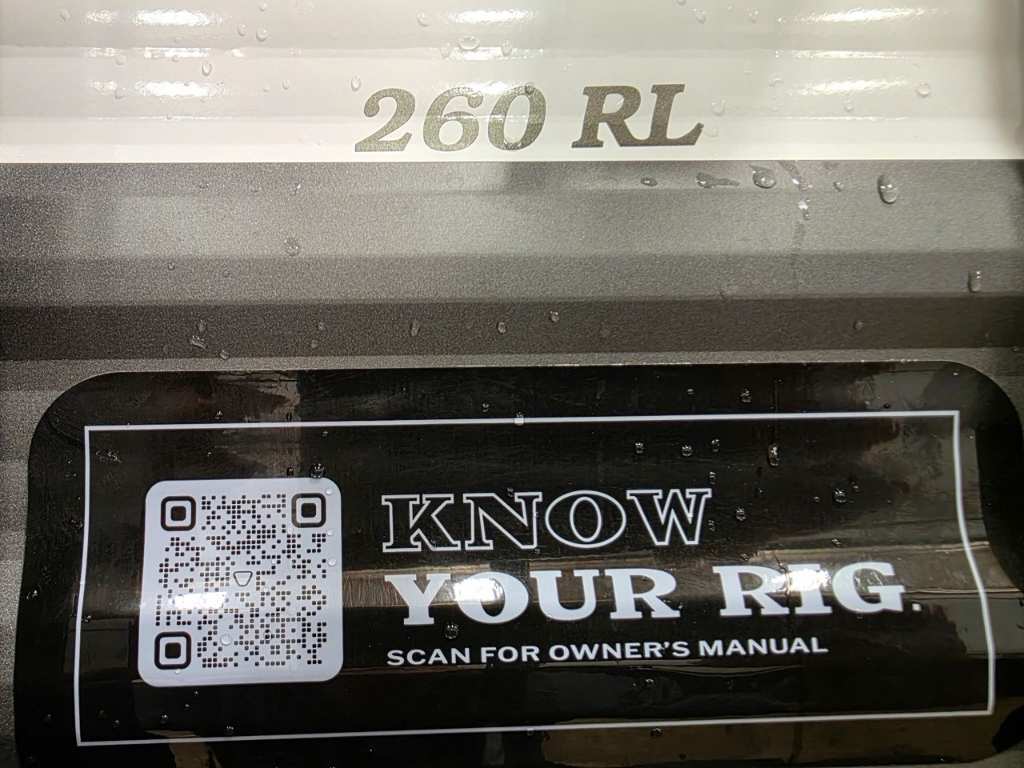 260 RL
KNOW
YOUR RIG.
SCAN FOR OWNER'S MANUAL